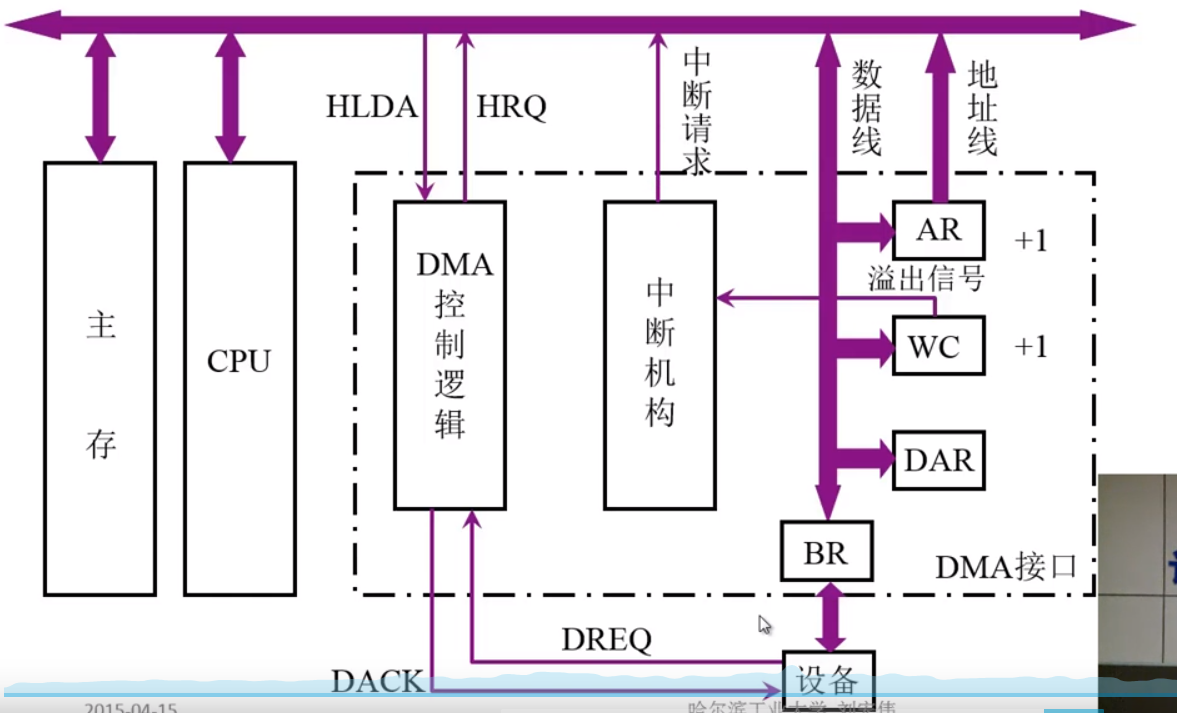 HLDA
HRQ
中断请求
数据线
地址线
主存
CPU
DMA控制逻辑
中断机构
AR
+1
溢出信号
WC
+1
DAR
BR
DMA接口
DREQ
DACK
设备
2015-04-15
哈尔滨工业大学 刘宏伟